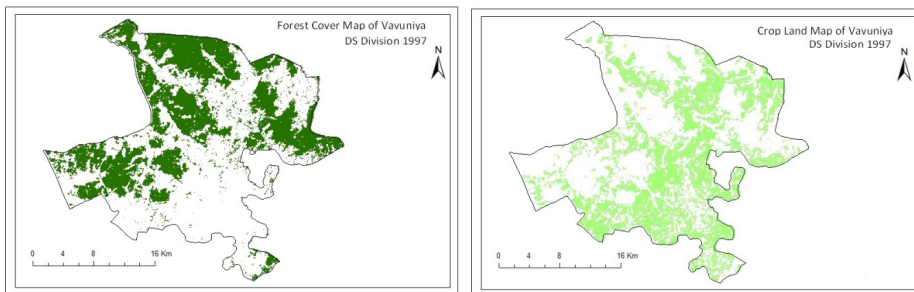 Forest Cover Map of Vavuniya
DS Division 1997
N
0 4 8 16 Km
Crop Land Map of Vavuniya
DS Division 1997
N
0 4 8 16 Km